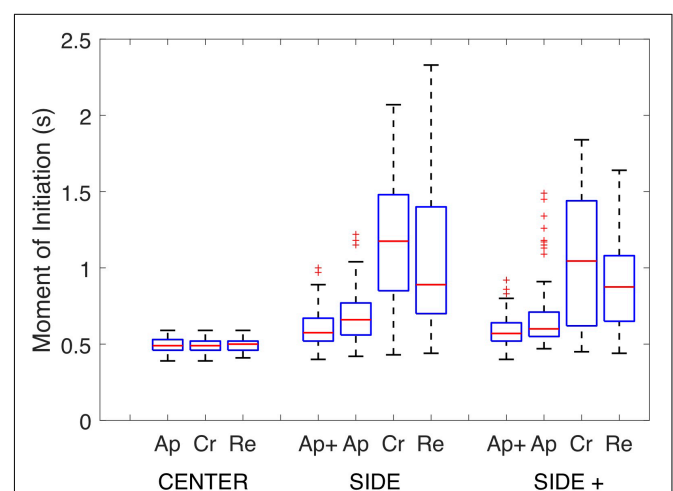 2.5
2
1.5
1
0.5
0
Moment of Initiation (s)
Ap Cr Re Ap+ Ap Cr Re Ap+ Ap Cr Re
CENTER SIDE SIDE +